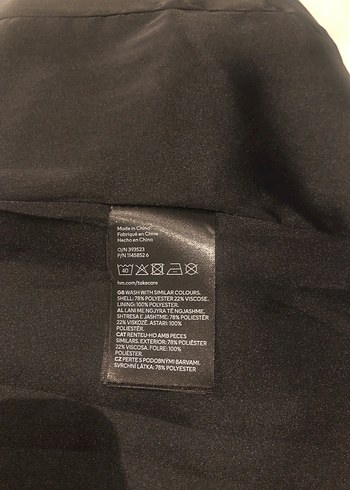 Made in China
Fabriqué en Chine
Hecho en China
O/N 393523
P/N 1145852 6
40
hm.com/takecare
GB WASH WITH SIMILAR COLOURS.
SHELL: 78% POLYESTER 22% VISCOSE.
LINING: 100% POLYESTER.
AL LANI ME NGJYRA TË NGJASHME.
SHTRESA E JASHTME: 78% POLIESTËR
22% VISKOZË. ASTARI: 100%
POLIESTËR.
CAT RENTEU-HO AMB PECES
SIMILARS. EXTERIOR: 78% POLIÈSTER
22% VISCOSA. FOLRE: 100%
POLIÈSTER.
CZ PERTE S PODOBNÝMI BARVAMI.
SVRCHNÍ LÁTKA: 78% POLYESTER